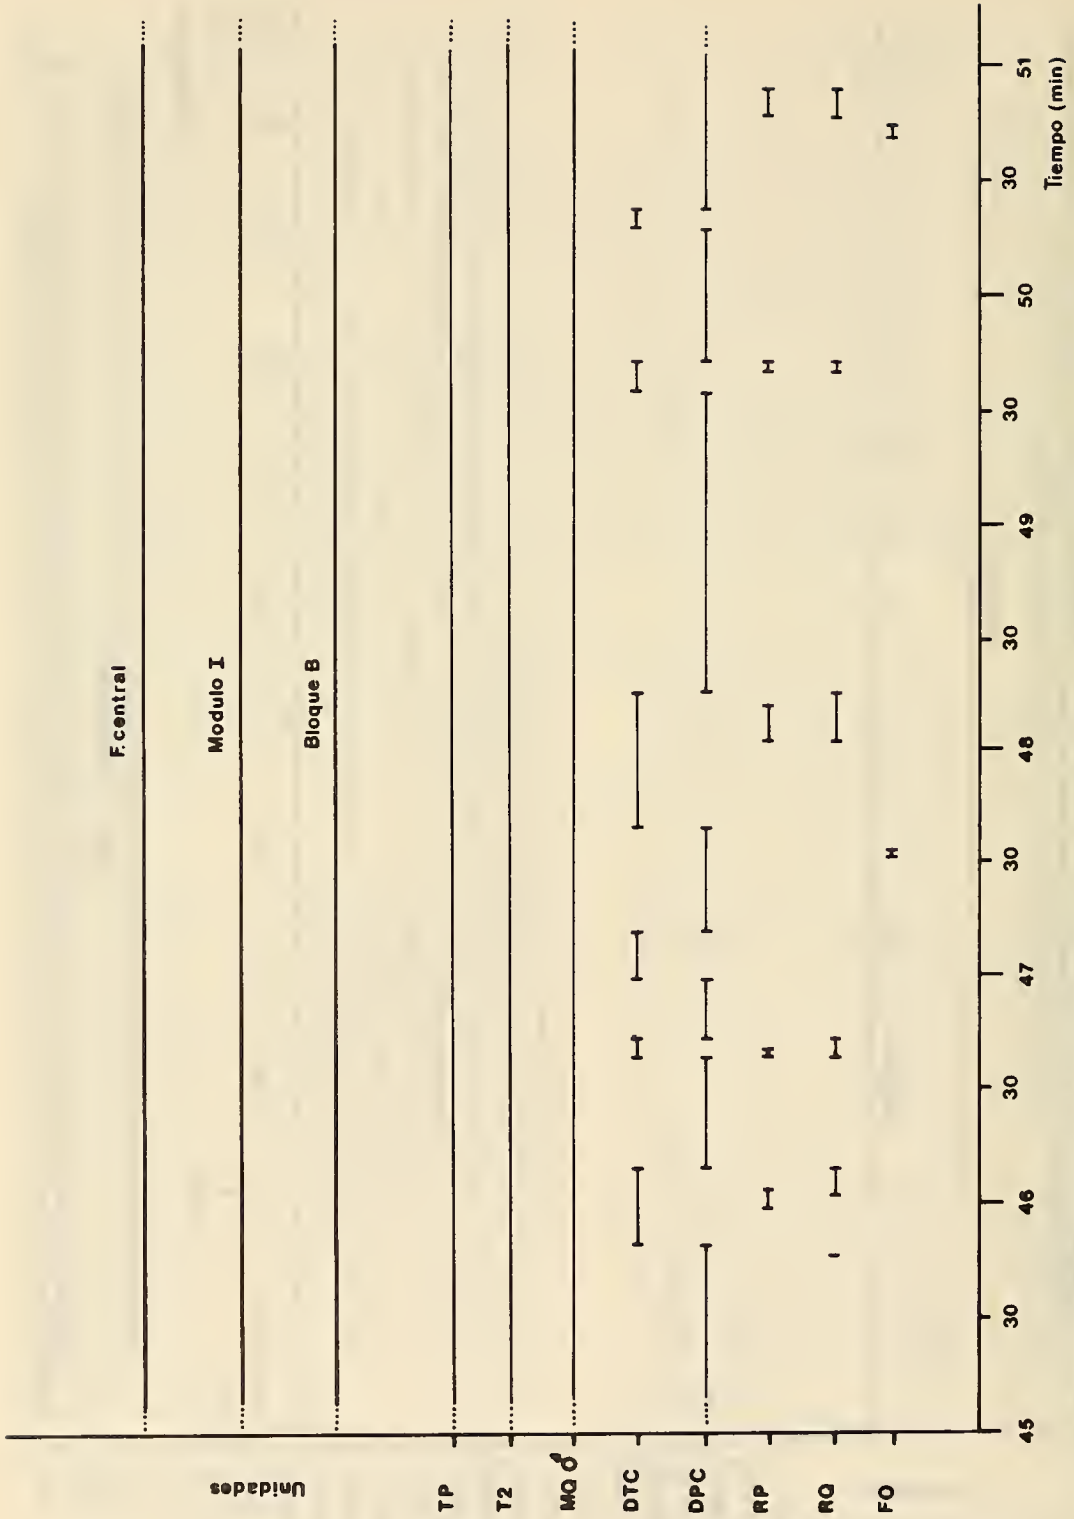 F. central
Modulo I
Bloque B
Unidades
TP
T2
MQ ♂
DTC
DPC
RP
RQ
FO
45 30 46 30 47 30 48 30 49 30 50 30 51
Tiempo (min)